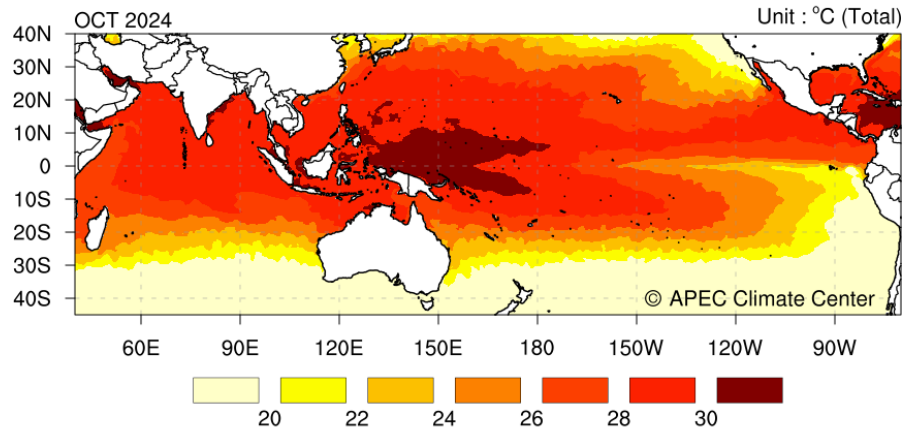 OCT 2024
Unit : °C (Total)
40N
30N
20N
10N
0
10S
20S
30S
40S
© APEC Climate Center
60E 90E 120E 150E 180 150W 120W 90W
20 22 24 26 28 30